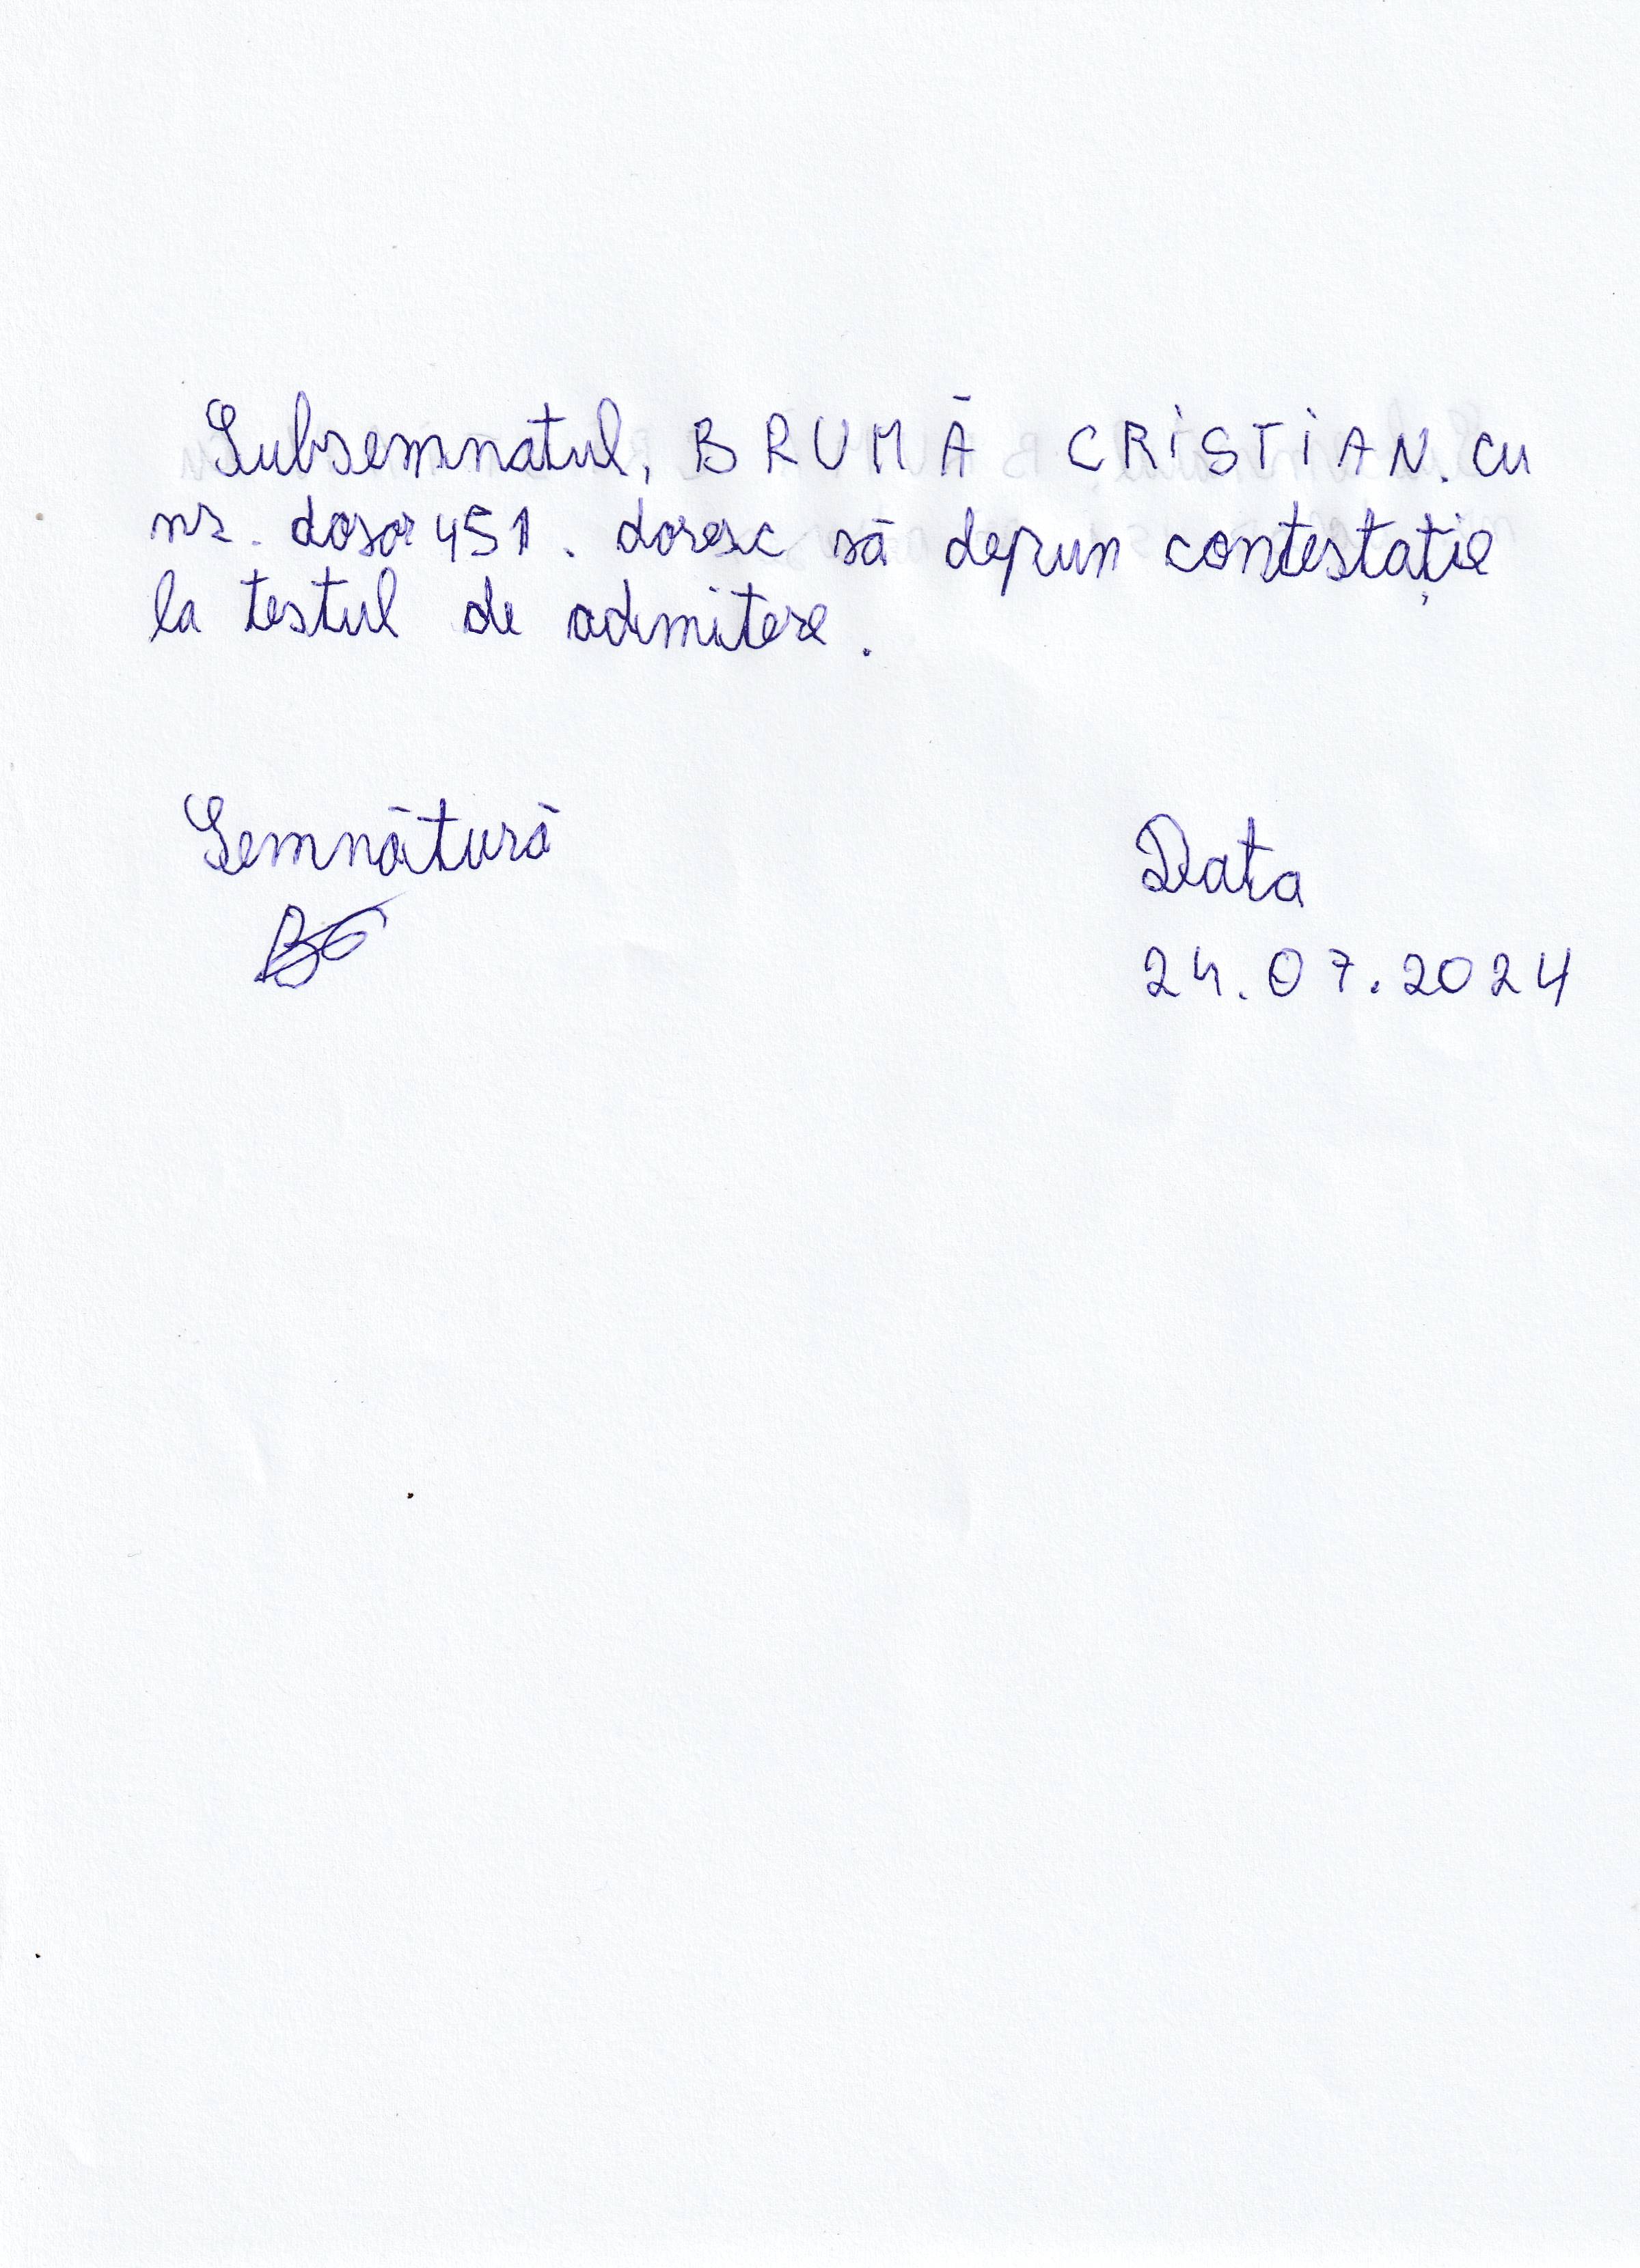 Subsemnatul, BRUMĂ CRISTIAN. cu
nr. dosar 451. doresc să depun contestație
la testul de admitere.
Semnătură
Data
24.07.2024